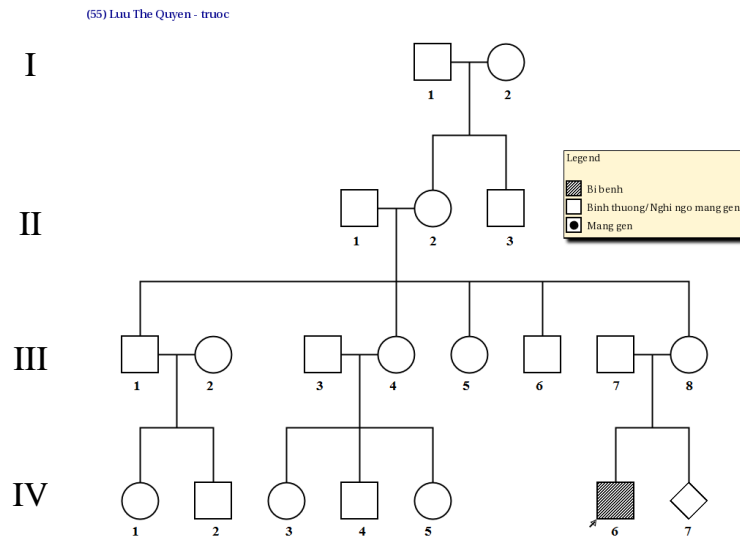 (55) Luu The Quyen - truoc
I
1 2
Legend
Bi benh
Binh thuong/Nghi ngo mang gen
Mang gen
II
1 2 3
III
1 2 3 4 5 6 7 8
IV
1 2 3 4 5 6 7